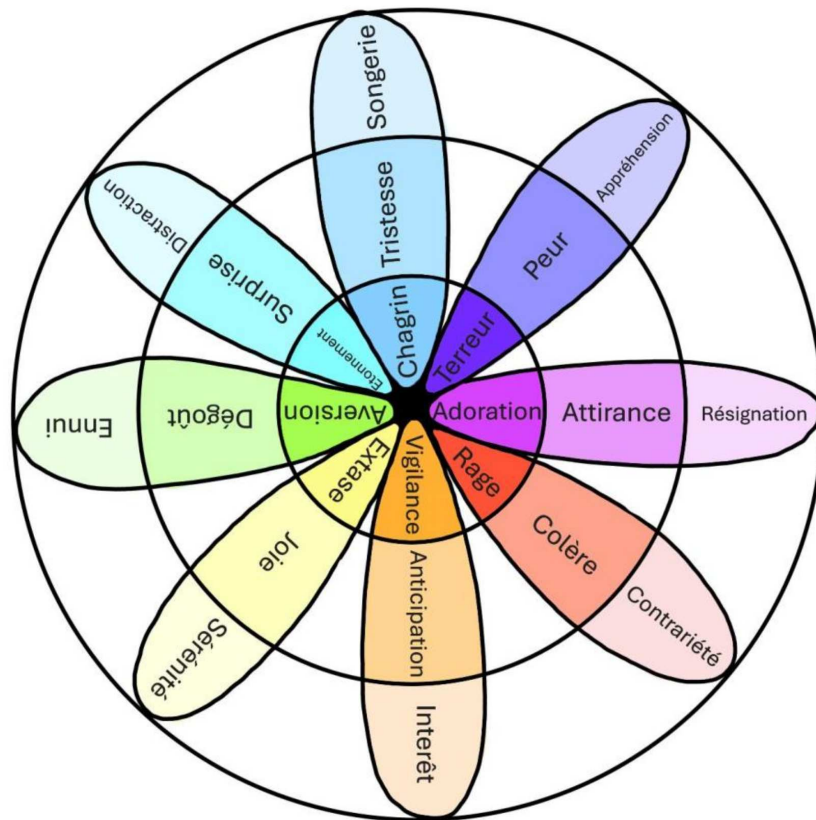 Songerie
Tristesse
Chagrin
Appréhension
Peur
Terreur
Adoration
Attirance
Résignation
Rage
Colère
Contrariété
Vigilance
Anticipation
Interêt
Extase
Joie
Sérénité
Aversion
Dégoût
Ennui
Etonnement
Surprise
Distraction